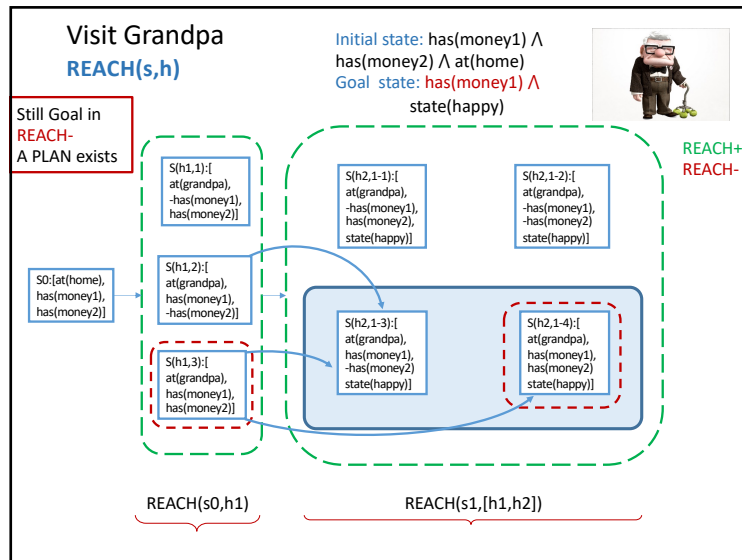 Visit Grandpa
REACH(s,h)
Initial state: has(money1) Ʌ
has(money2) Ʌ at(home)
Goal state: has(money1) Ʌ
state(happy)
Still Goal in
REACH-
A PLAN exists
REACH+
REACH-
S0:[at(home),
has(money1),
has(money2)]
S(h1,1):[
at(grandpa),
-has(money1),
has(money2)]
S(h1,2):[
at(grandpa),
has(money1),
-has(money2)]
S(h1,3):[
at(grandpa),
has(money1),
has(money2)]
S(h2,1-1):[
at(grandpa),
-has(money1),
has(money2),
state(happy)]
S(h2,1-2):[
at(grandpa),
-has(money1),
-has(money2)
state(happy)]
S(h2,1-3):[
at(grandpa),
has(money1),
-has(money2)
state(happy)]
S(h2,1-4):[
at(grandpa),
has(money1),
has(money2)
state(happy)]
REACH(s0,h1)
REACH(s1,[h1,h2])